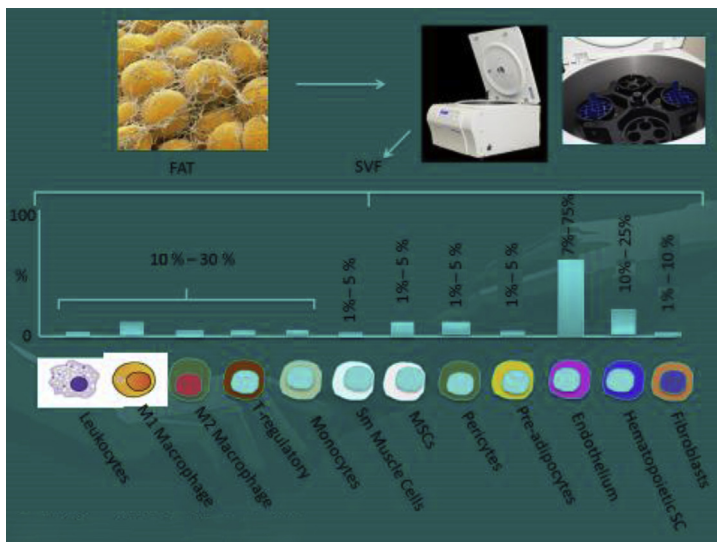 FAT
SVF
100
%
0
10 % – 30 %
1% – 5 %
1% – 5 %
1% – 5 %
1% – 5 %
7%–75%
10% – 25%
1% – 10 %
Leukocytes
M1 Macrophage
M2 Macrophage
T-regulatory
Monocytes
Sm Muscle Cells
MSCs
Pericytes
Pre-adipocytes
Endothelium
Hematopoietic SC
Fibroblasts